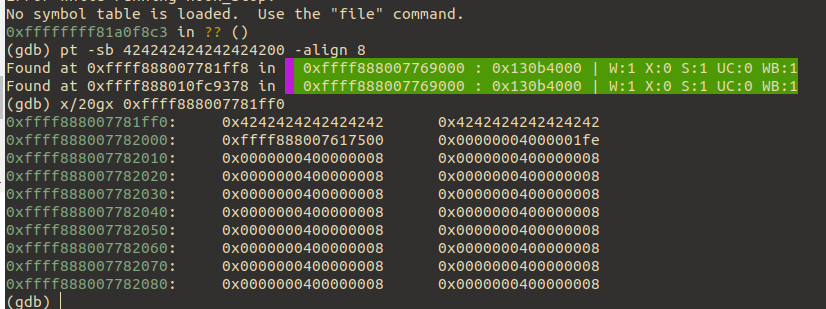 No symbol table is loaded.  Use the "file" command.
0xffffffff81a0f8c3 in ?? ()
(gdb) pt -sb 424242424242424200 -align 8
Found at 0xffff888007781ff8 in 0xffff888007769000 : 0x130b4000 | W:1 X:0 S:1 UC:0 WB:1
Found at 0xffff888010fc9378 in 0xffff888007769000 : 0x130b4000 | W:1 X:0 S:1 UC:0 WB:1
(gdb) x/20gx 0xffff888007781ff0
0xffff888007781ff0: 0x4242424242424242 0x4242424242424242
0xffff888007782000: 0xffff888007617500 0x00000004000001fe
0xffff888007782010: 0x0000000400000008 0x0000000400000008
0xffff888007782020: 0x0000000400000008 0x0000000400000008
0xffff888007782030: 0x0000000400000008 0x0000000400000008
0xffff888007782040: 0x0000000400000008 0x0000000400000008
0xffff888007782050: 0x0000000400000008 0x0000000400000008
0xffff888007782060: 0x0000000400000008 0x0000000400000008
0xffff888007782070: 0x0000000400000008 0x0000000400000008
0xffff888007782080: 0x0000000400000008 0x0000000400000008
(gdb)